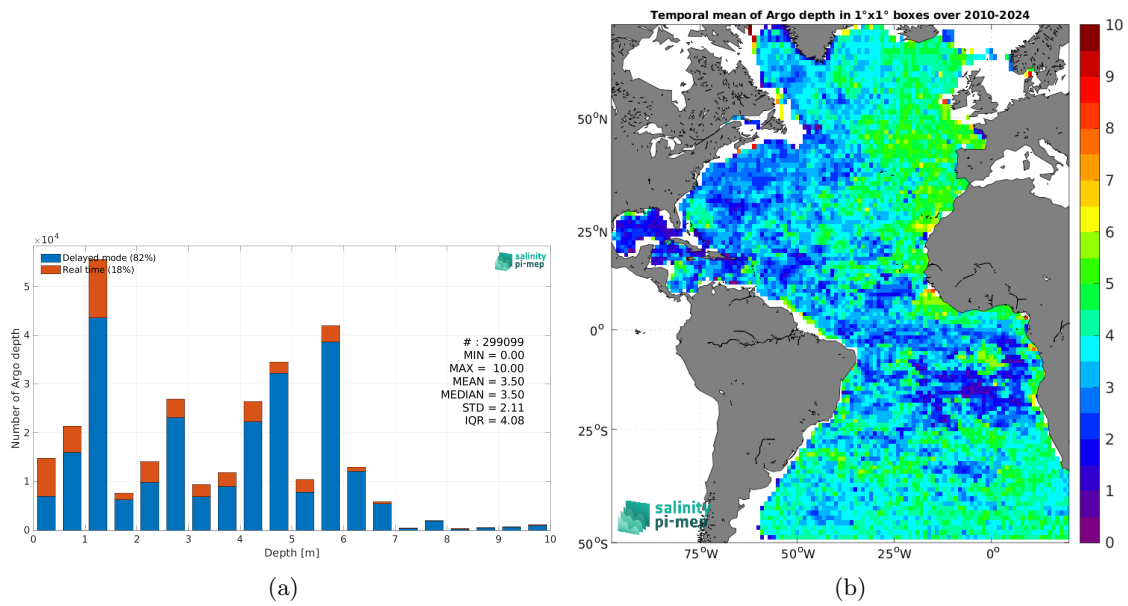 Temporal mean of Argo depth in 1°x1° boxes over 2010-2024
×10⁴
Delayed mode (82%)
Real time (18%)
salinity
pi-mep
# : 299099
MIN = 0.00
MAX = 10.00
MEAN = 3.50
MEDIAN = 3.50
STD = 2.11
IQR = 4.08
Number of Argo depth
5
4
3
2
1
0
0 1 2 3 4 5 6 7 8 9 10
Depth [m]
(a)
50°N
25°N
0°
25°S
50°S
75°W 50°W 25°W 0°
salinity
pi-mep
10
9
8
7
6
5
4
3
2
1
0
(b)